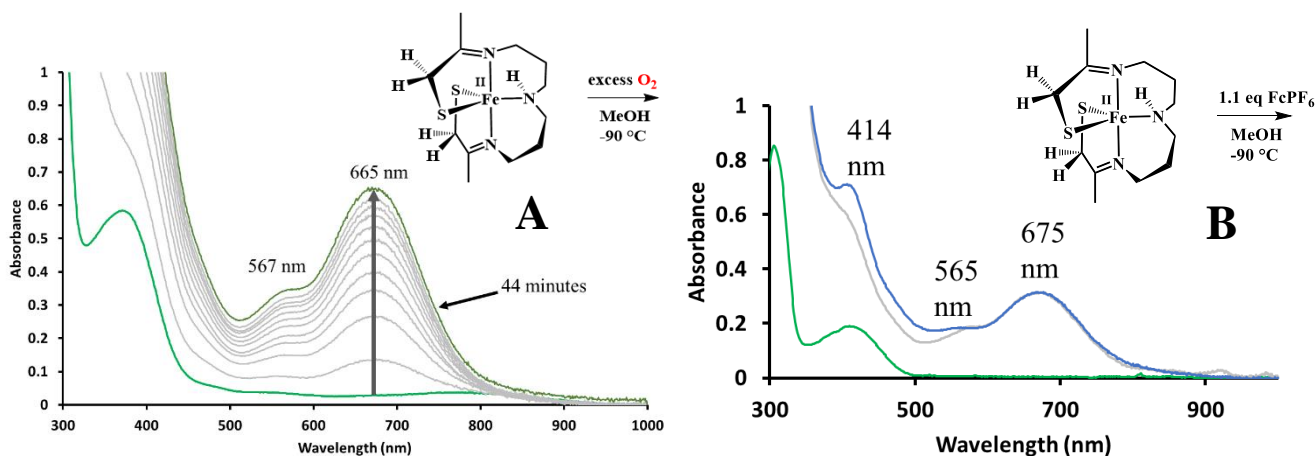 H
H
N
II
H
S
N
Fe
S
H
H
N
excess O₂
MeOH
-90 °C
A
665 nm
567 nm
44 minutes
1
0.9
0.8
0.7
0.6
0.5
0.4
0.3
0.2
0.1
0
Absorbance
300 400 500 600 700 800 900 1000
Wavelength (nm)
H
H
N
II
H
S
N
Fe
S
H
H
N
1.1 eq FcPF₆
MeOH
-90 °C
B
414
nm
565
nm
675
nm
1
0.8
0.6
0.4
0.2
0
Absorbance
300 500 700 900
Wavelength (nm)